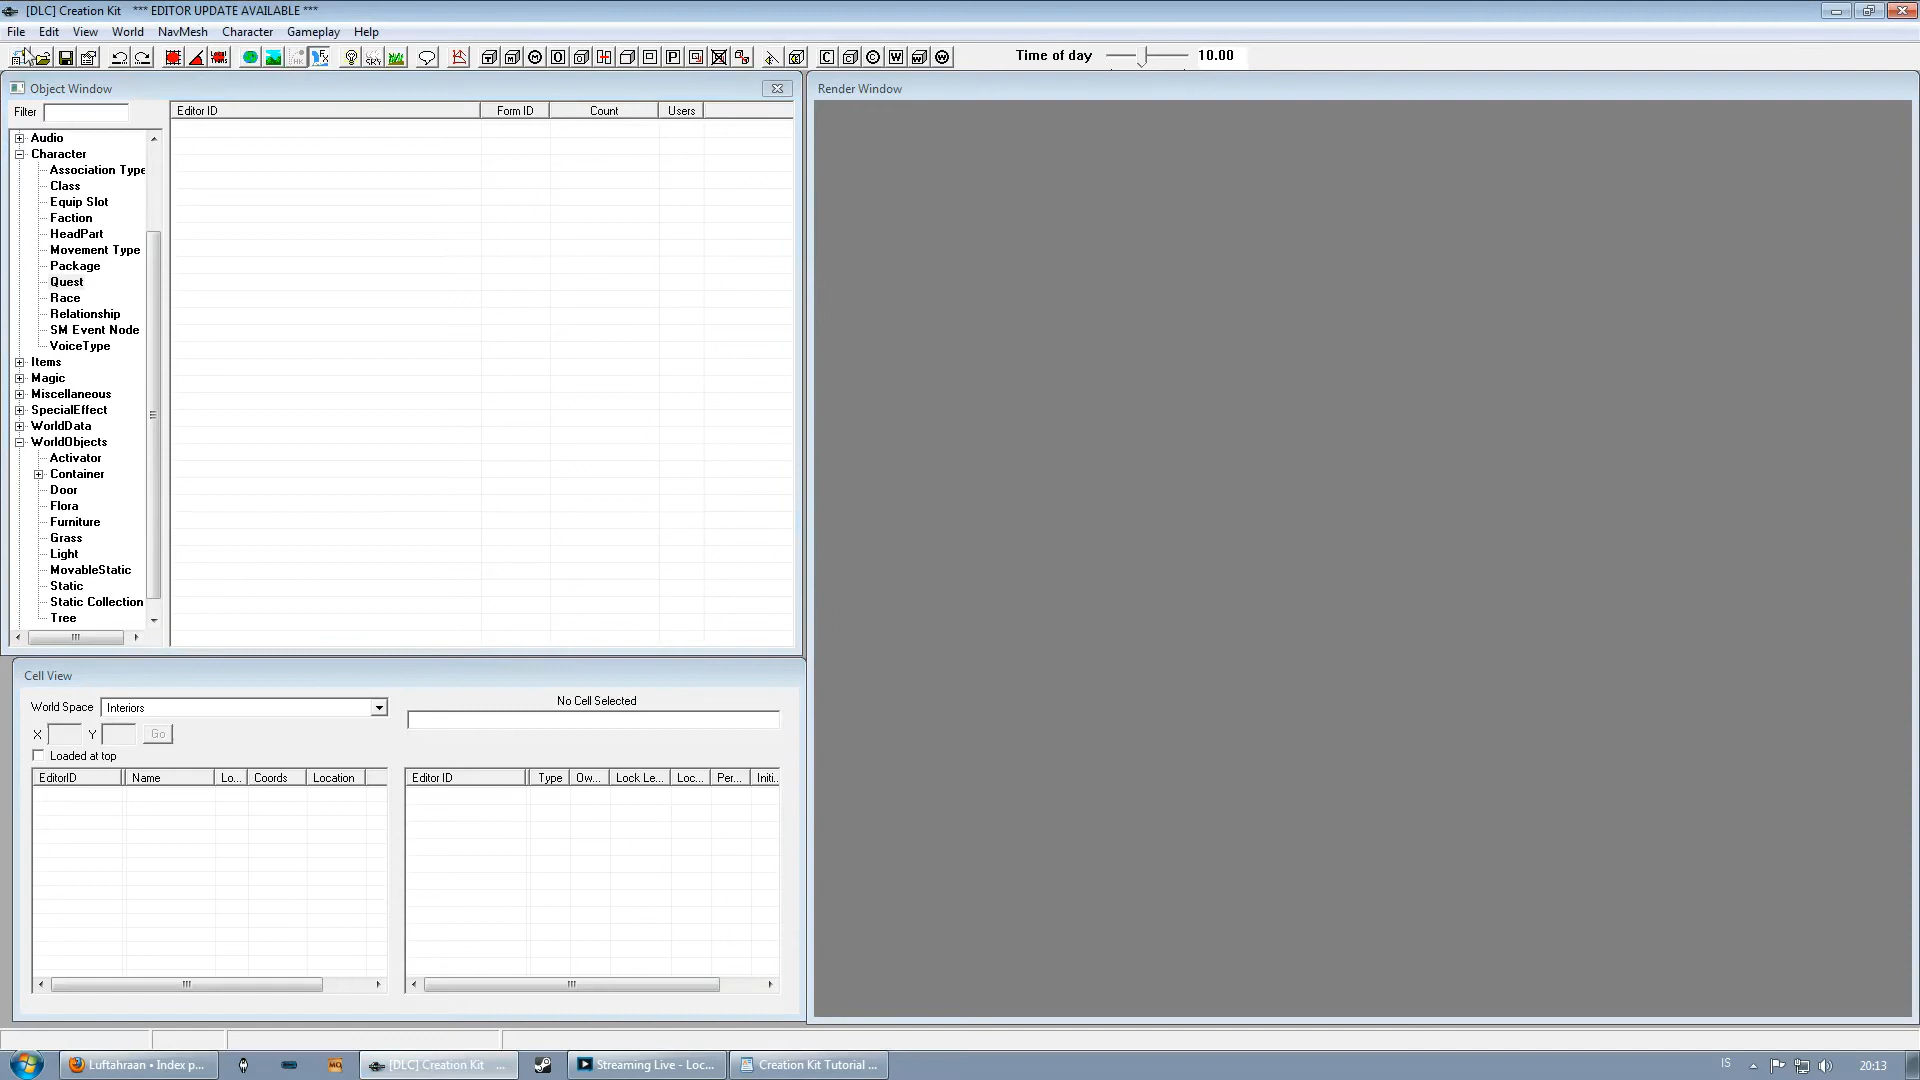 [DLC] Creation Kit *** EDITOR UPDATE AVAILABLE ***
File Edit View World NavMesh Character Gameplay Help
Time of day 10.00
Object Window
Filter
Editor ID Form ID Count Users
Audio
Character
Association Type
Class
Equip Slot
Faction
HeadPart
Movement Type
Package
Quest
Race
Relationship
SM Event Node
VoiceType
Items
Magic
Miscellaneous
SpecialEffect
WorldData
WorldObjects
Activator
Container
Door
Flora
Furniture
Grass
Light
MovableStatic
Static
Static Collection
Tree
Render Window
Cell View
World Space Interiors
No Cell Selected
X Y Go
Loaded at top
EditorID Name Lo... Coords Location
Editor ID Type Ow... Lock Le... Loc... Per... Initi...
Luftahraan • Index p... [DLC] Creation Kit ... Streaming Live - Loc... Creation Kit Tutorial ... IS 20:13